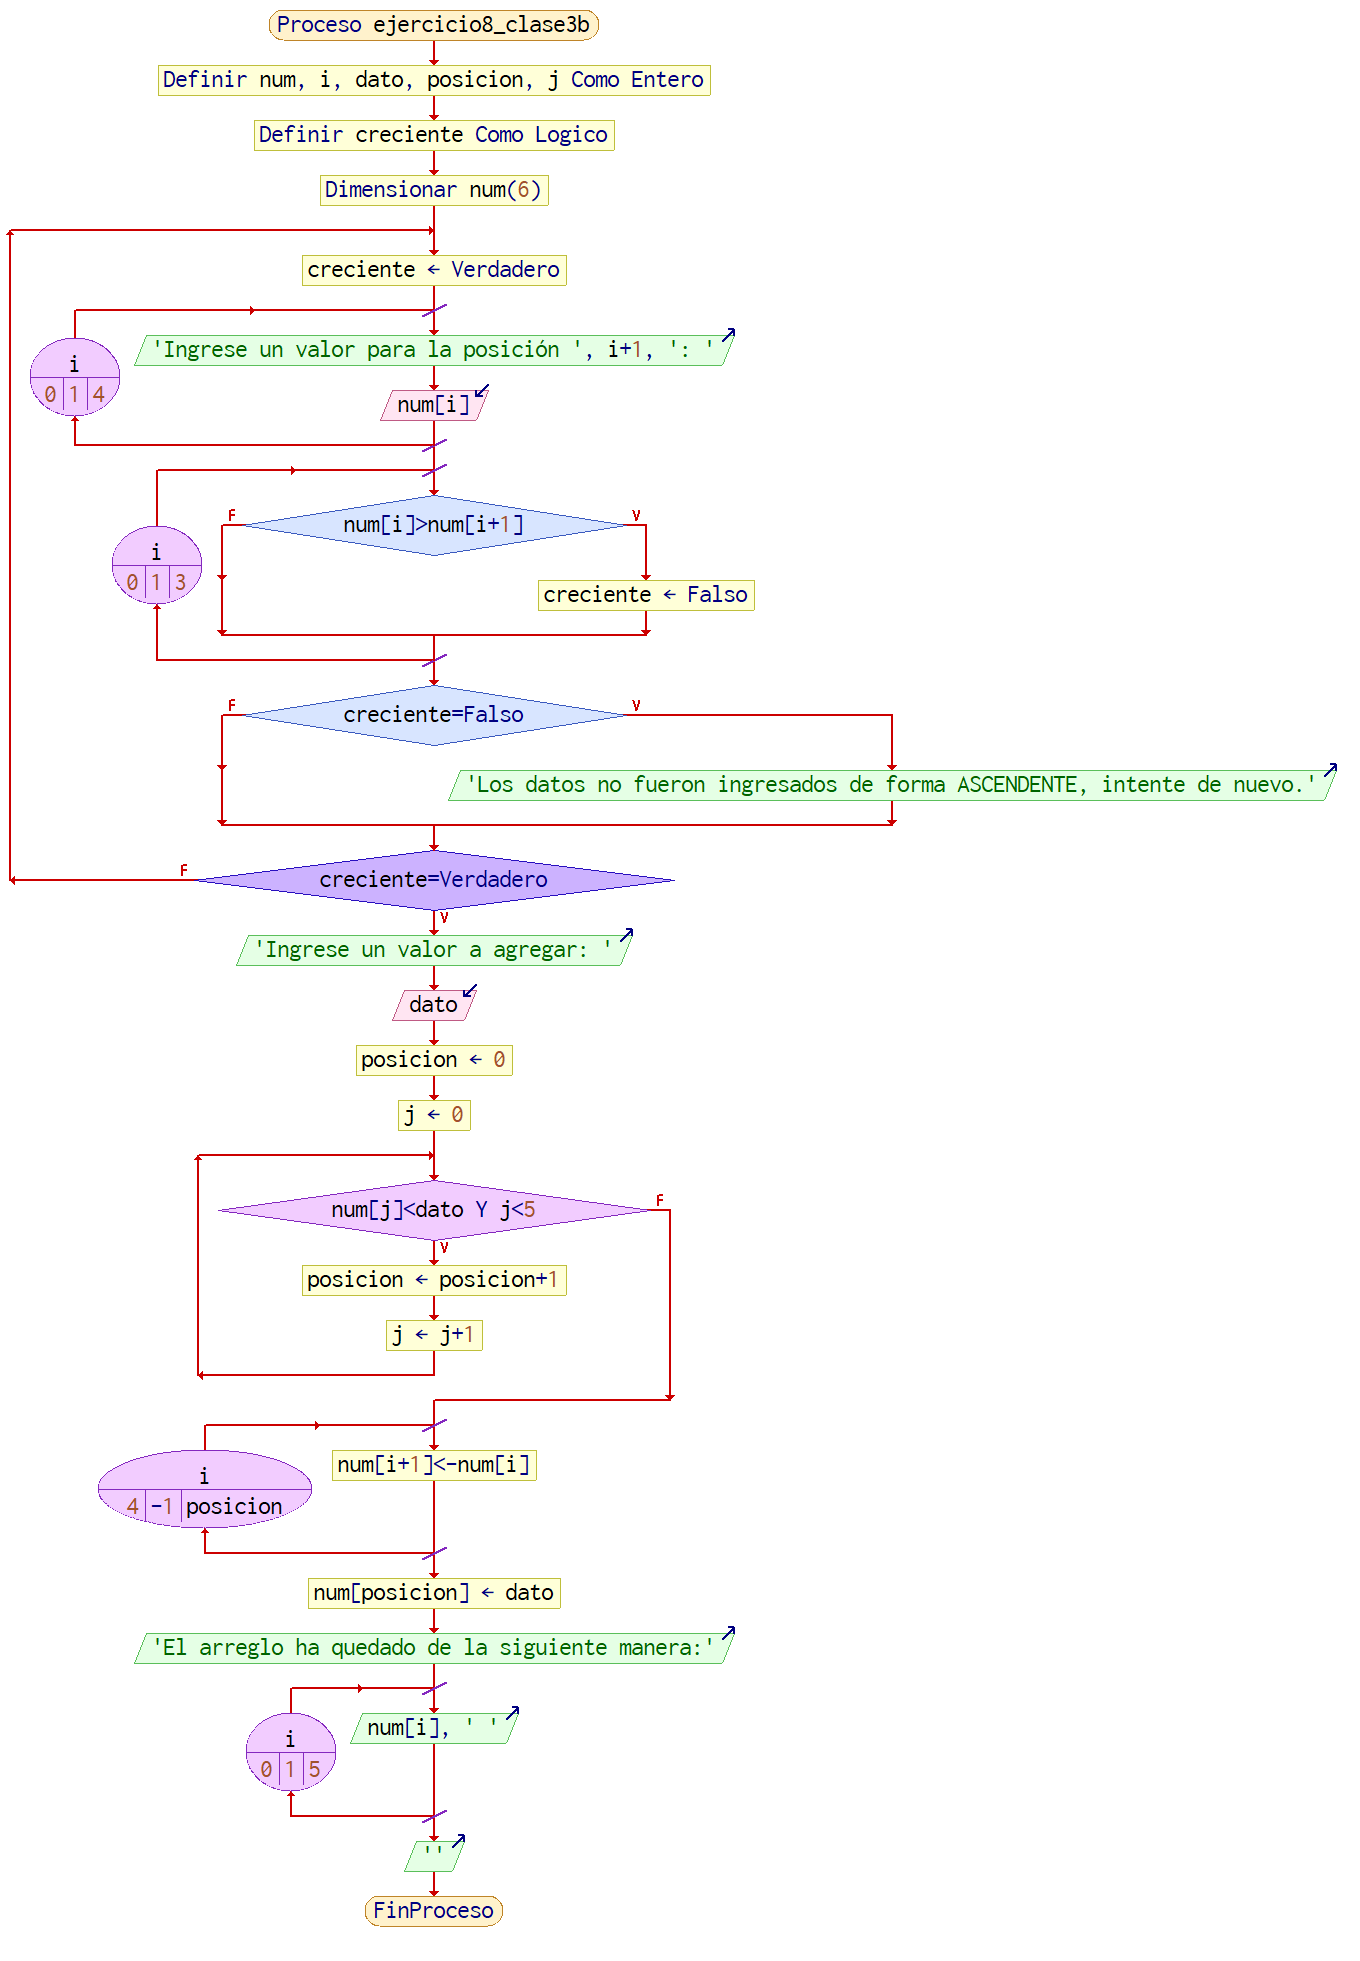 Proceso ejercicio8_clase3b
Definir num, i, dato, posicion, j Como Entero
Definir creciente Como Logico
Dimensionar num(6)
creciente ← Verdadero
'Ingrese un valor para la posición ', i+1, ': '
i
0 1 4
num[i]
F
V
num[i]>num[i+1]
i
0 1 3
creciente ← Falso
F
V
creciente=Falso
'Los datos no fueron ingresados de forma ASCENDENTE, intente de nuevo.'
F
creciente=Verdadero
V
'Ingrese un valor a agregar: '
dato
posicion ← 0
j ← 0
F
num[j]<dato Y j<5
V
posicion ← posicion+1
j ← j+1
num[i+1]<-num[i]
i
4 -1 posicion
num[posicion] ← dato
'El arreglo ha quedado de la siguiente manera:'
num[i], ' '
i
0 1 5
''
FinProceso